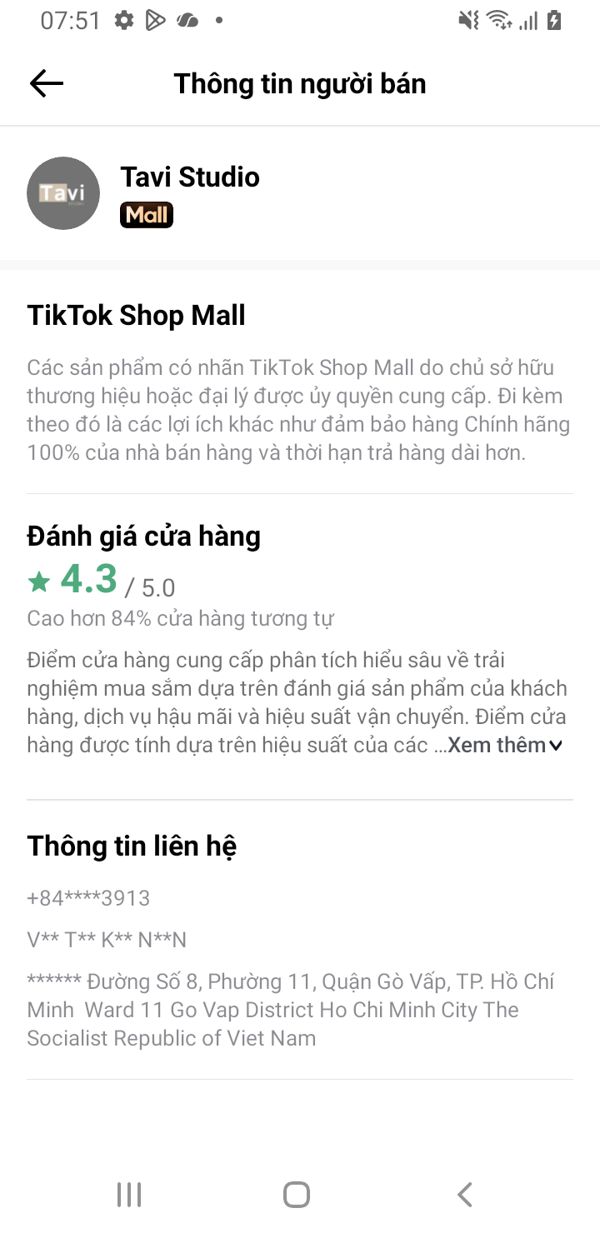 07:51
Thông tin người bán
Tavi
Tavi Studio
Mall
TikTok Shop Mall
Các sản phẩm có nhãn TikTok Shop Mall do chủ sở hữu
thương hiệu hoặc đại lý được ủy quyền cung cấp. Đi kèm
theo đó là các lợi ích khác như đảm bảo hàng Chính hãng
100% của nhà bán hàng và thời hạn trả hàng dài hơn.
Đánh giá cửa hàng
4.3 / 5.0
Cao hơn 84% cửa hàng tương tự
Điểm cửa hàng cung cấp phân tích hiểu sâu về trải
nghiệm mua sắm dựa trên đánh giá sản phẩm của khách
hàng, dịch vụ hậu mãi và hiệu suất vận chuyển. Điểm cửa
hàng được tính dựa trên hiệu suất của các ...Xem thêm
Thông tin liên hệ
+84****3913
V** T** K** N**N
****** Đường Số 8, Phường 11, Quận Gò Vấp, TP. Hồ Chí
Minh  Ward 11 Go Vap District Ho Chi Minh City The
Socialist Republic of Viet Nam